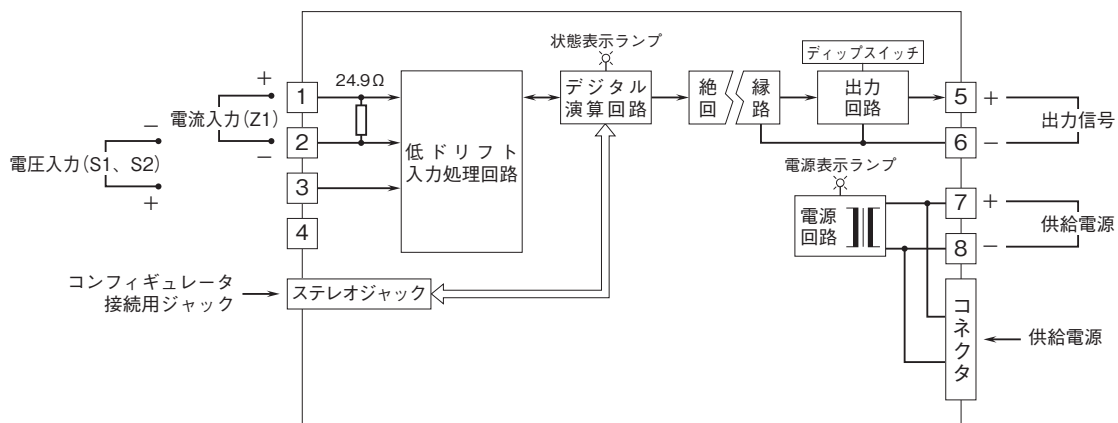 状態表示ランプ
ディップスイッチ
+
1
24.9Ω
デジタル
演算回路
絶 縁
回 路
出力
回路
5
+
電流入力(Z1)
出力信号
−
2
−
低ドリフト
入力処理回路
6
−
電圧入力(S1、S2)
+
3
電源表示ランプ
7
+
電源
回路
供給電源
4
8
−
コンフィギュレータ
接続用ジャック
ステレオジャック
コネクタ
供給電源